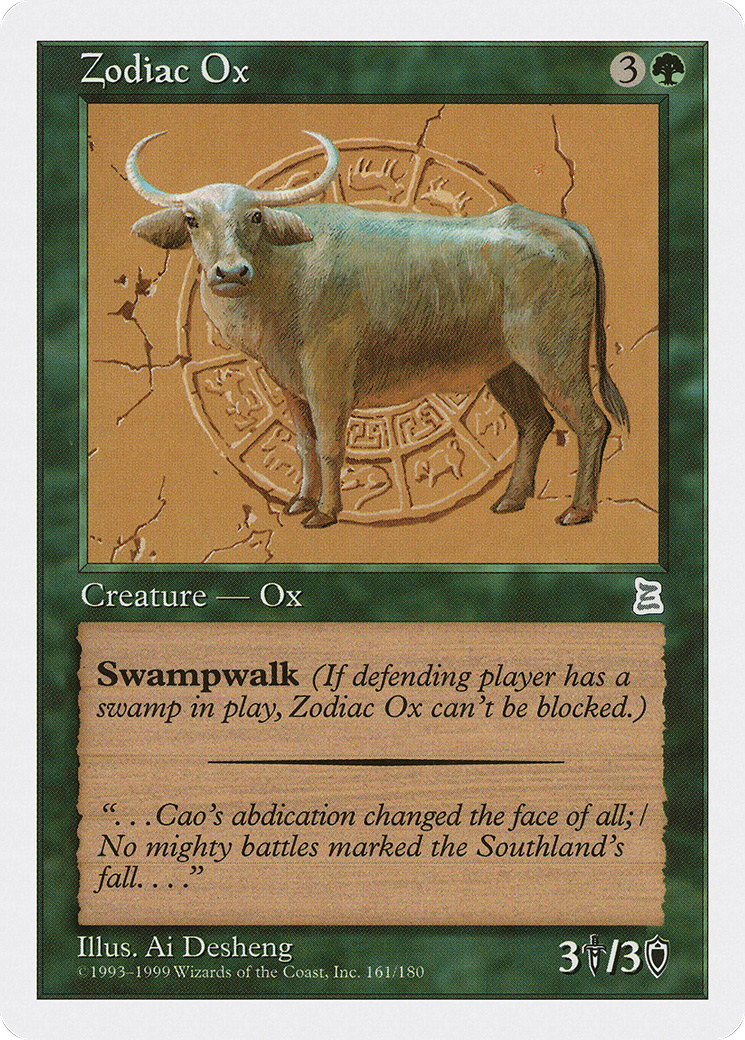 Zodiac Ox
3
Creature — Ox
Swampwalk (If defending player has a
swamp in play, Zodiac Ox can't be blocked.)
“. . . Cao's abdication changed the face of all; /
No mighty battles marked the Southland's
fall. . . .”
Illus. Ai Desheng
©1993–1999 Wizards of the Coast, Inc. 161/180
3/3